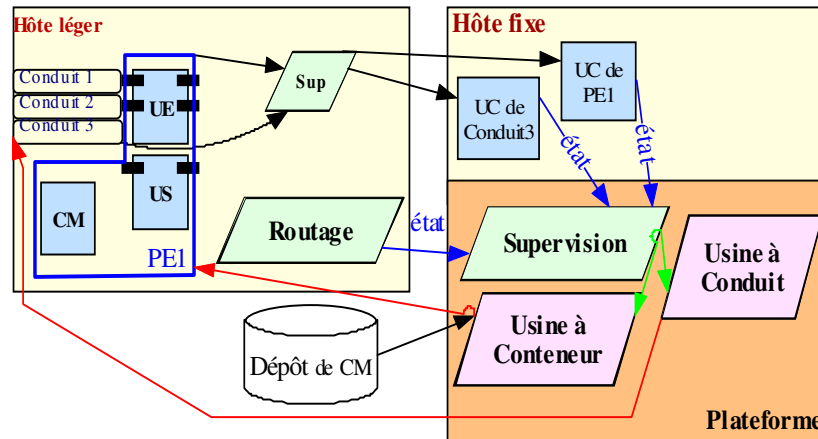 Hôte léger
Conduit 1
Conduit 2
Conduit 3
UE
US
CM
PE1
Sup
Routage
état
Dépôt de CM
Hôte fixe
UC de
PE1
UC de
Conduit3
état
état
Supervision
Usine à
Conduit
Usine à
Conteneur
Plateforme